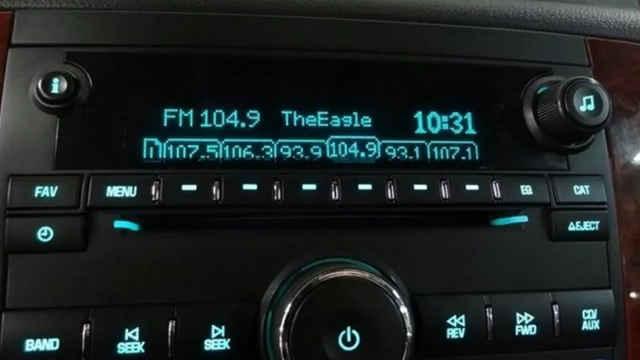 FM 104.9 TheEagle 10:31
1 107.5 106.3 93.9 104.9 93.1 107.1
FAV MENU EQ CAT
EJECT
BAND SEEK SEEK REV FWD CD/AUX